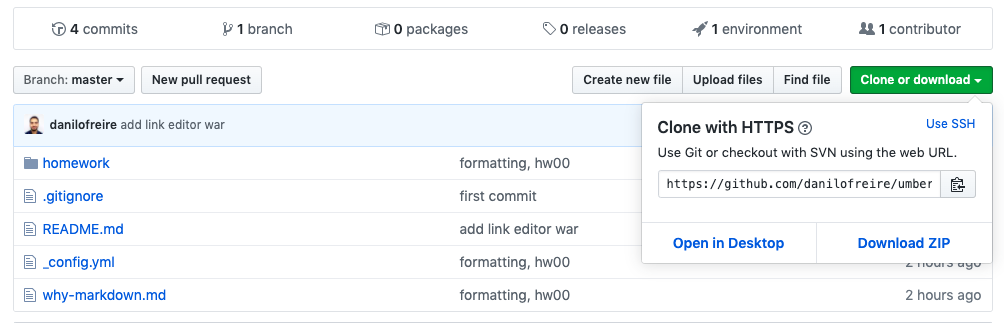 4 commits 1 branch 0 packages 0 releases 1 environment 1 contributor
Branch: master New pull request Create new file Upload files Find file Clone or download
danilofreire add link editor war
Clone with HTTPS Use SSH
Use Git or checkout with SVN using the web URL.
https://github.com/danilofreire/umber
Open in Desktop Download ZIP
homework formatting, hw00
.gitignore first commit
README.md add link editor war
_config.yml formatting, hw00 2 hours ago
why-markdown.md formatting, hw00 2 hours ago